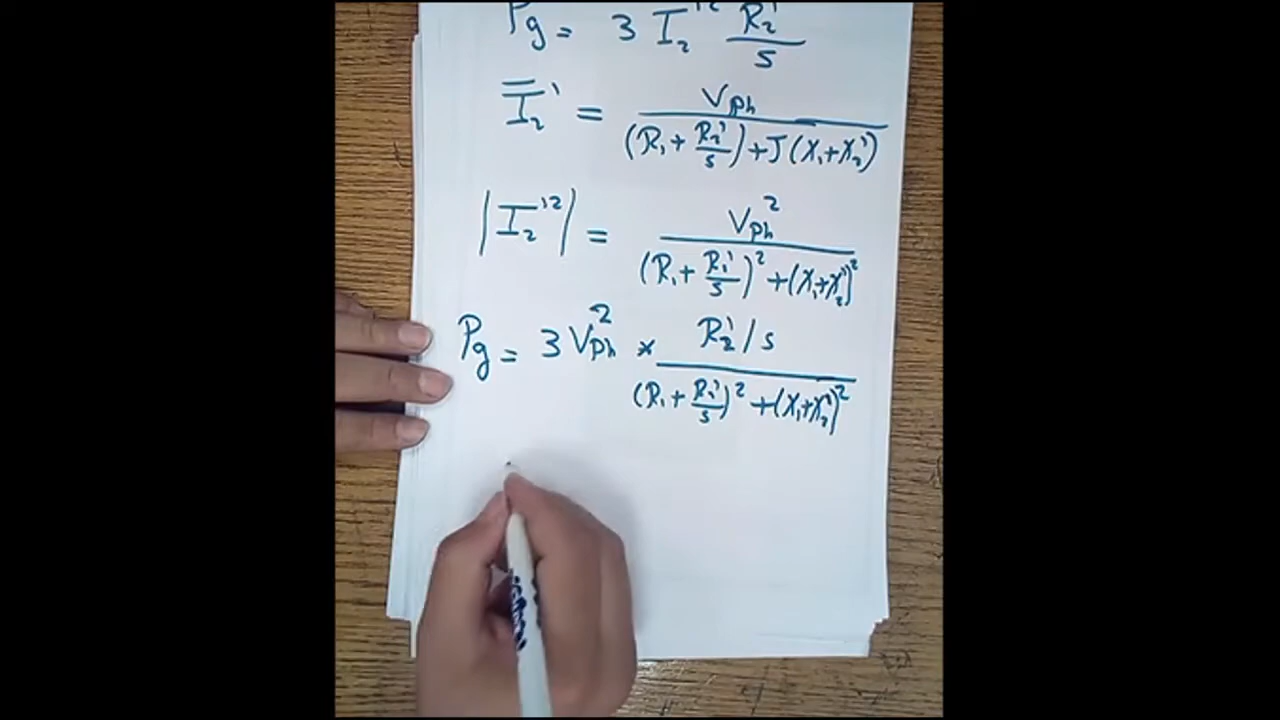 Pg = 3 I₂'² R₂'/s
I̿₂' = Vph / ((R₁ + R₂'/s) + J(X₁+X₂'))
|I₂'²| = Vph² / ((R₁ + R₂'/s)² + (X₁+X₂')²)
Pg = 3 Vph² × (R₂'/s) / ((R₁ + R₂'/s)² + (X₁+X₂')²)